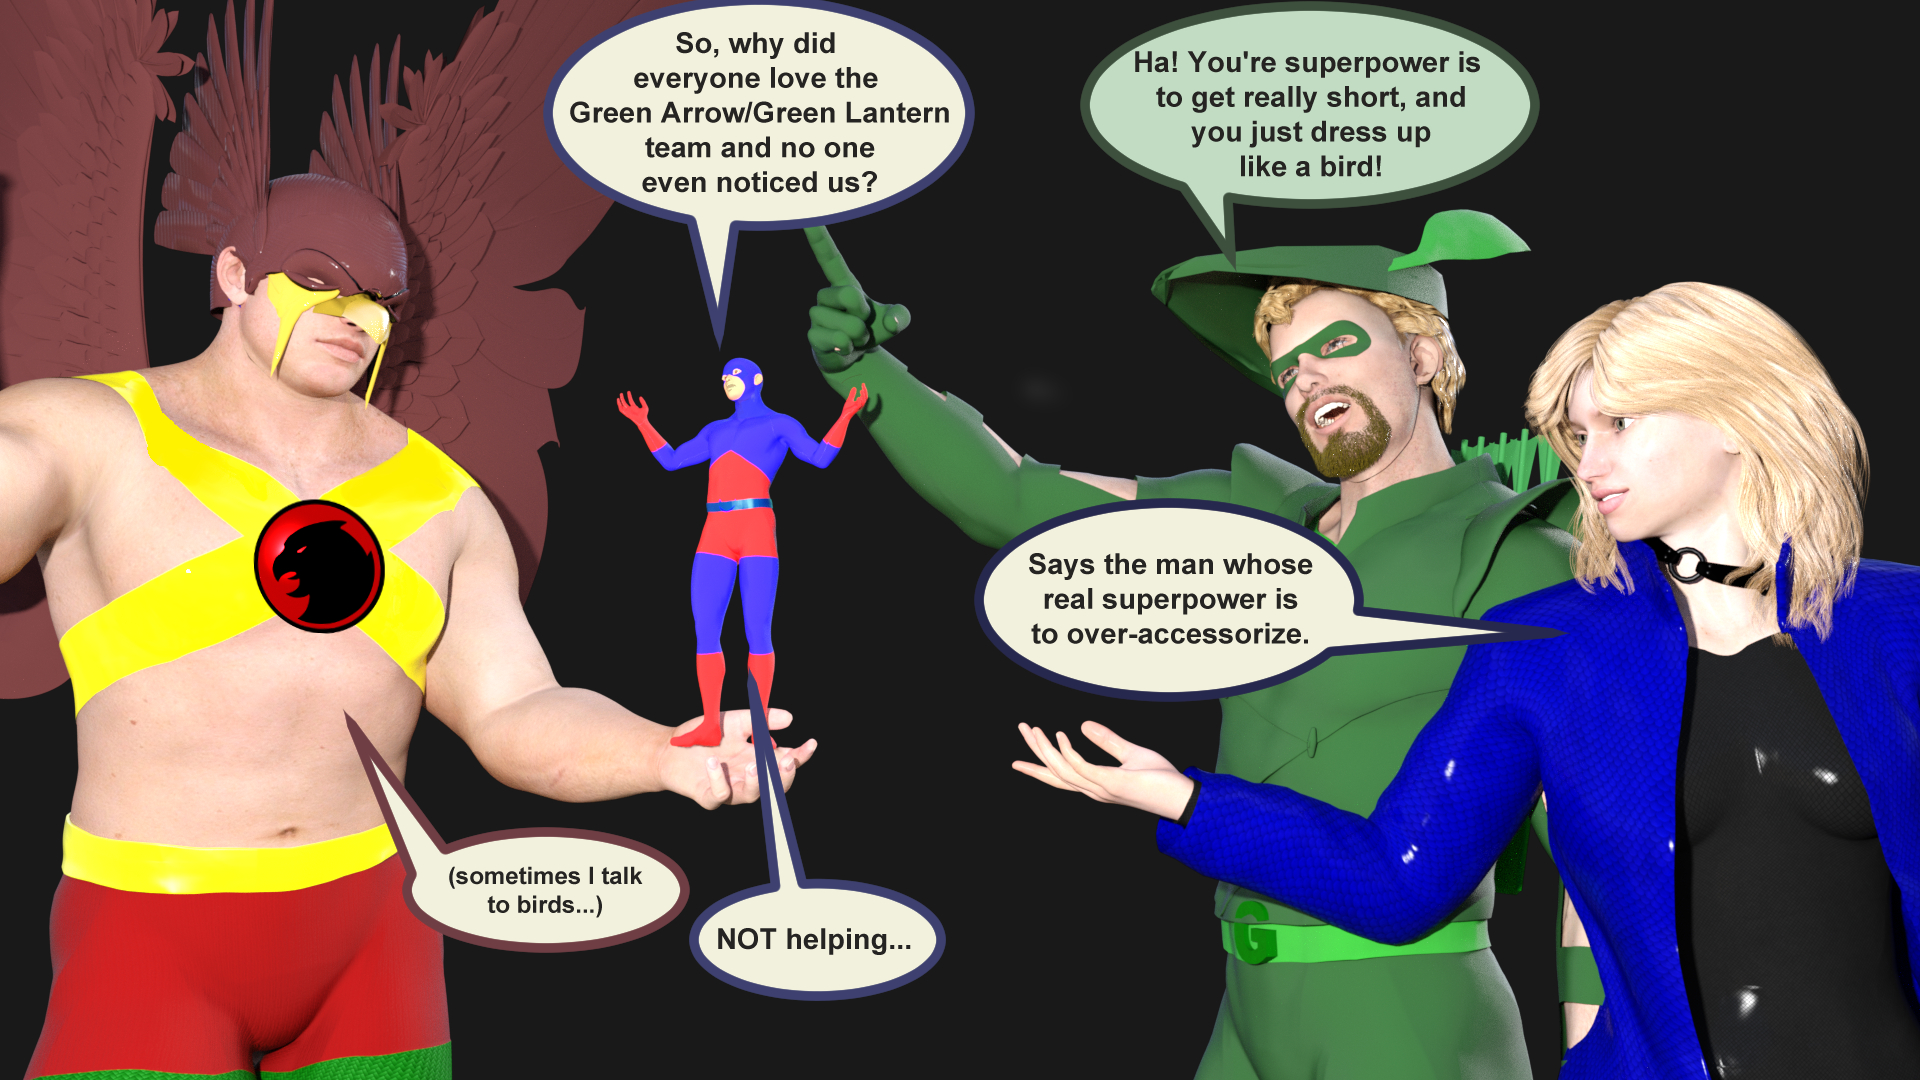 So, why did
everyone love the
Green Arrow/Green Lantern
team and no one
even noticed us?
Ha! You're superpower is
to get really short, and
you just dress up
like a bird!
Says the man whose
real superpower is
to over-accessorize.
(sometimes I talk
to birds...)
NOT helping...
G